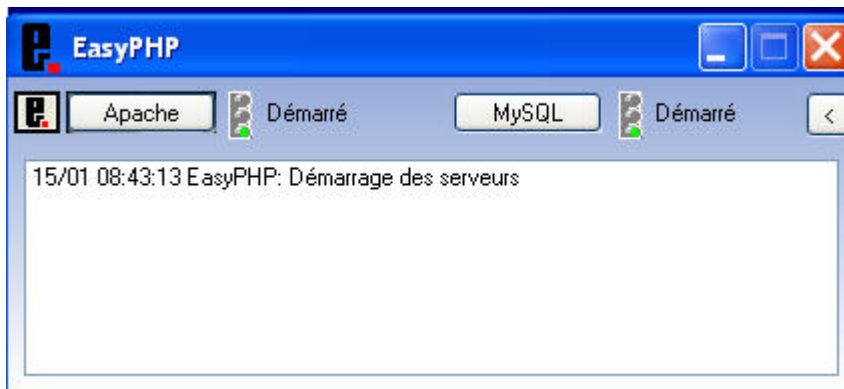 EasyPHP
Apache Démarré MySQL Démarré <
15/01 08:43:13 EasyPHP: Démarrage des serveurs